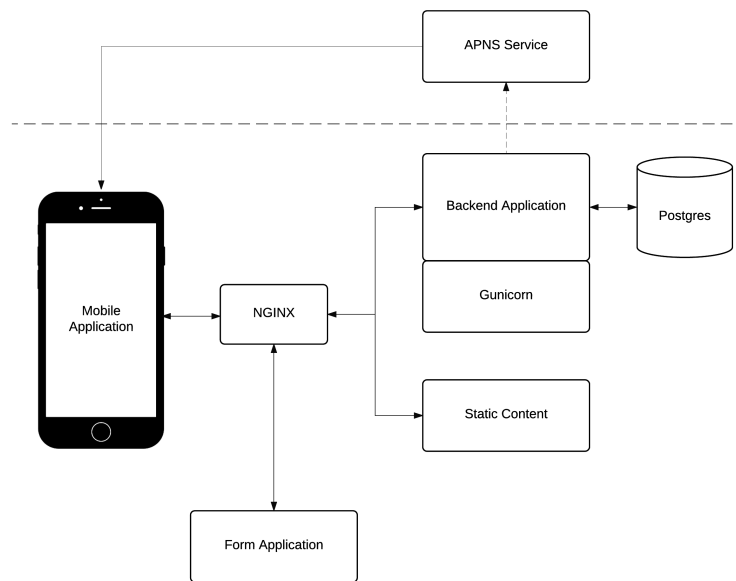 APNS Service
Backend Application
Postgres
Gunicorn
Mobile
Application
NGINX
Static Content
Form Application